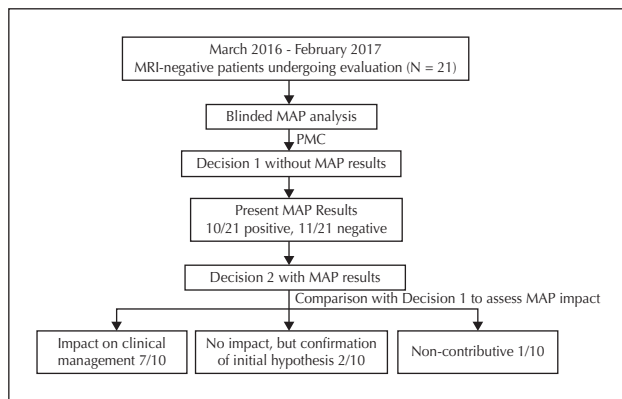 March 2016 - February 2017
MRI-negative patients undergoing evaluation (N = 21)
Blinded MAP analysis
PMC
Decision 1 without MAP results
Present MAP Results
10/21 positive, 11/21 negative
Decision 2 with MAP results
Comparison with Decision 1 to assess MAP impact
Impact on clinical
management 7/10
No impact, but confirmation
of initial hypothesis 2/10
Non-contributive 1/10